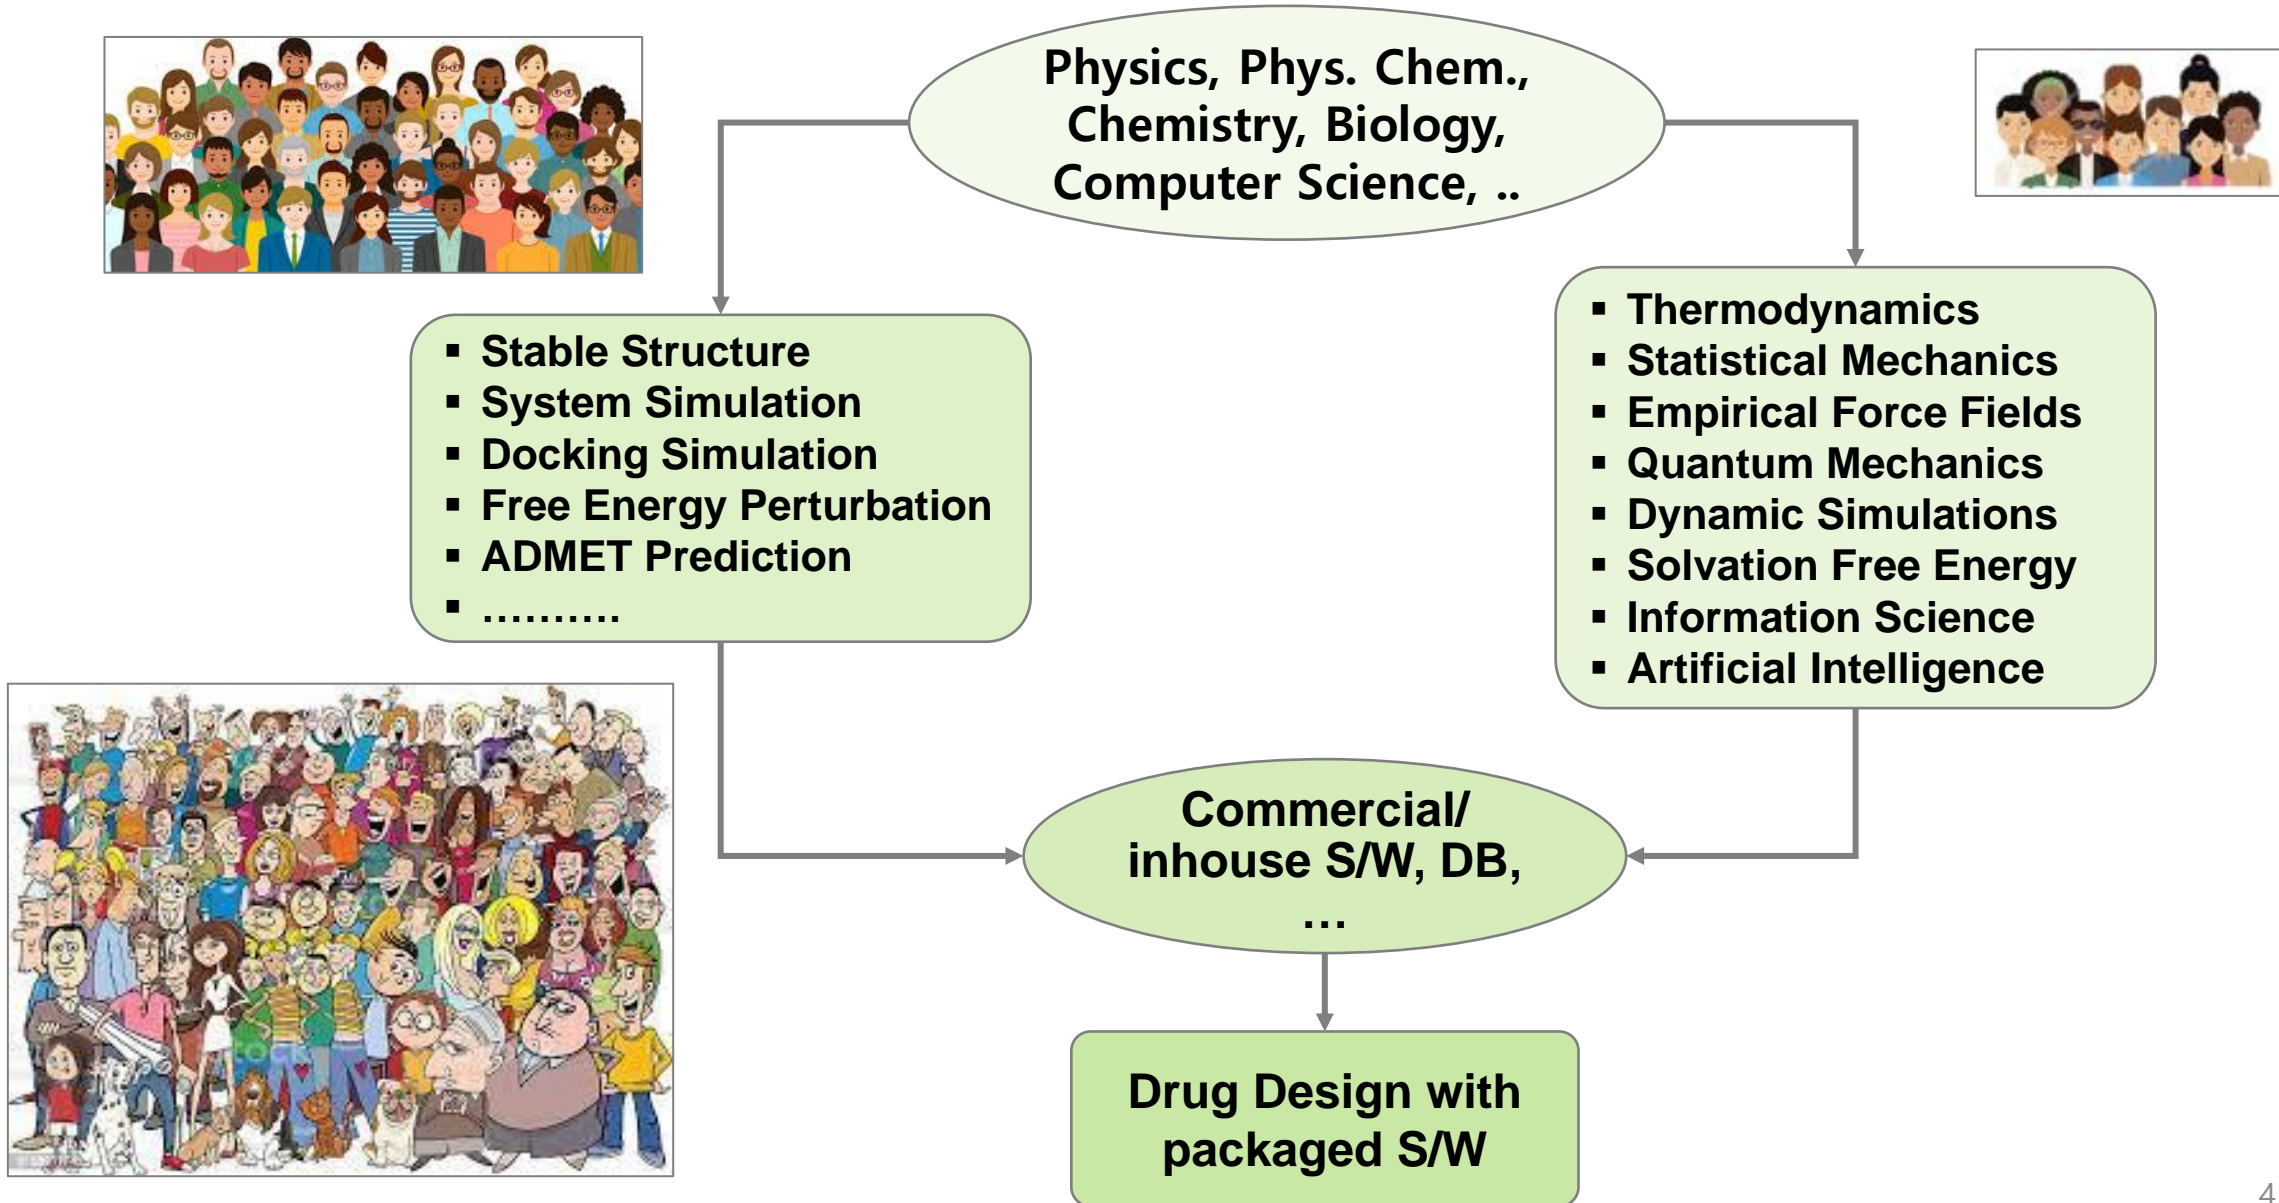 Physics, Phys. Chem.,
Chemistry, Biology,
Computer Science, ..
▪ Stable Structure
▪ System Simulation
▪ Docking Simulation
▪ Free Energy Perturbation
▪ ADMET Prediction
▪ ..........
▪ Thermodynamics
▪ Statistical Mechanics
▪ Empirical Force Fields
▪ Quantum Mechanics
▪ Dynamic Simulations
▪ Solvation Free Energy
▪ Information Science
▪ Artificial Intelligence
Commercial/
inhouse S/W, DB,
...
Drug Design with
packaged S/W
4